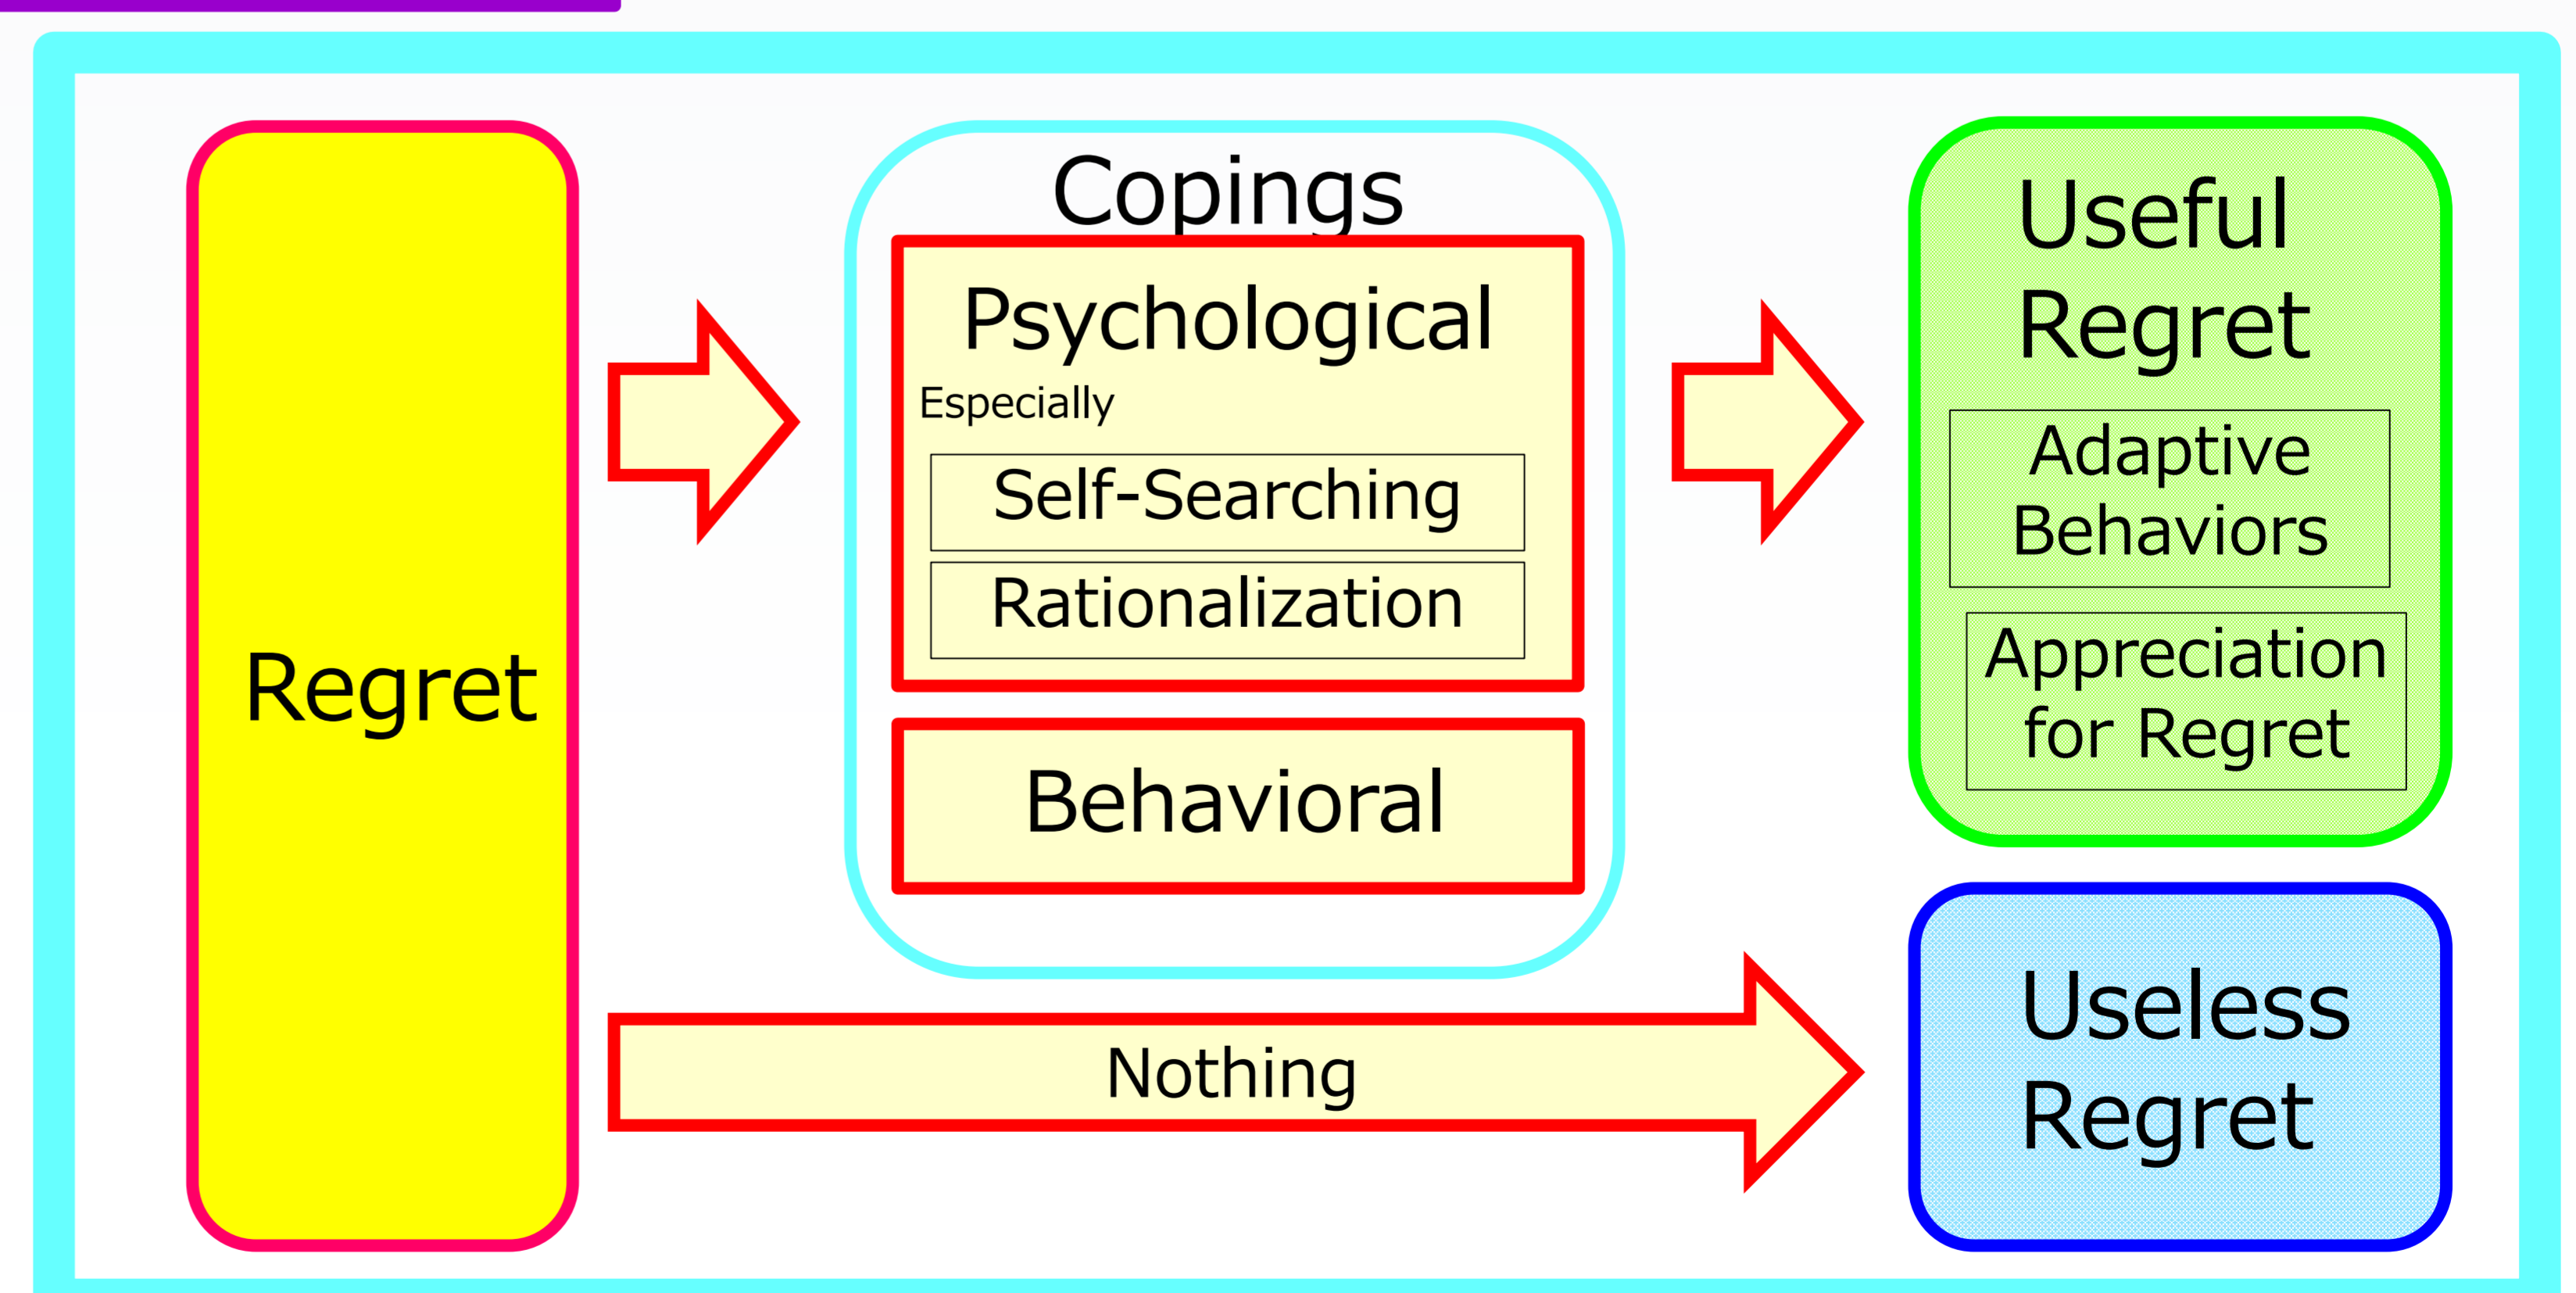 Regret
Copings
Psychological
Especially
Self-Searching
Rationalization
Behavioral
Nothing
Useful
Regret
Adaptive
Behaviors
Appreciation
for Regret
Useless
Regret